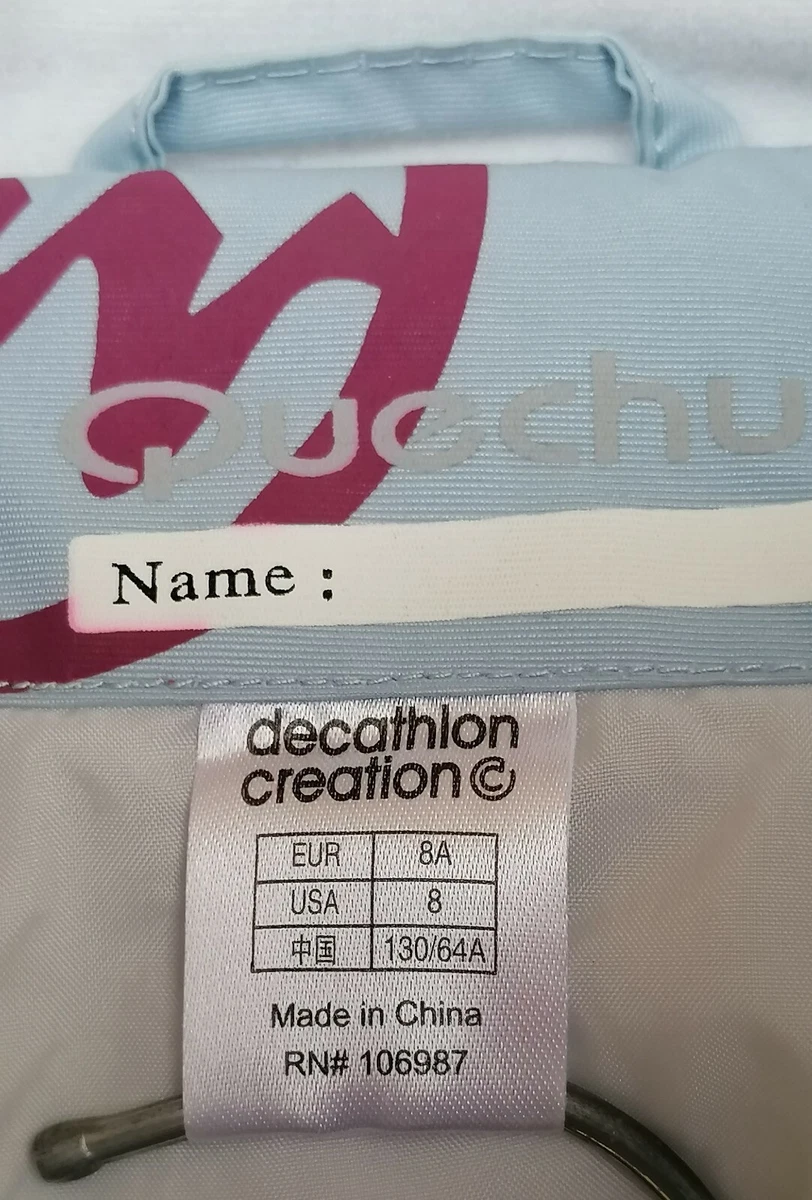 Quechu
Name :
decathlon
creation ©
EUR 8A
USA 8
中国 130/64A
Made in China
RN# 106987